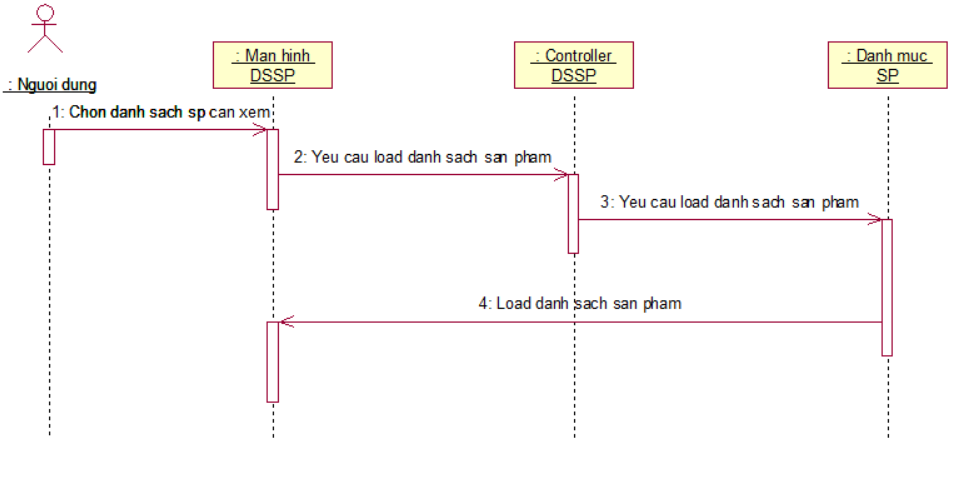 : Man hinh
DSSP
: Controller
DSSP
: Danh muc
SP
: Nguoi dung
1: Chon danh sach sp can xem
2: Yeu cau load danh sach san pham
3: Yeu cau load danh sach san pham
4: Load danh sach san pham